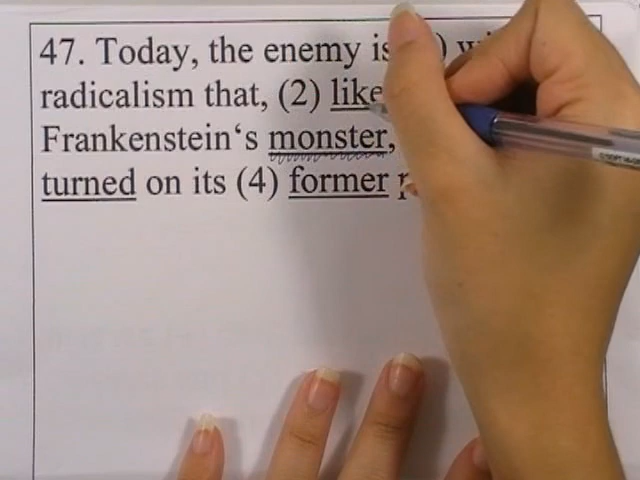 47. Today, the enemy is
radicalism that, (2) like
Frankenstein‘s monster,
turned on its (4) former